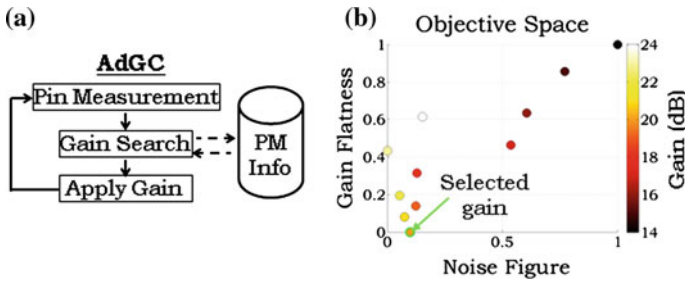 (a)
AdGC
Pin Measurement
Gain Search
Apply Gain
PM
Info
(b)
Objective Space
Gain Flatness
1
0.8
0.6
0.4
0.2
0
Selected
gain
0
0.5
1
Noise Figure
24
22
20
18
16
14
Gain (dB)